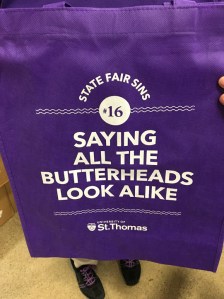 STATE FAIR SINS
#16
SAYING
ALL THE
BUTTERHEADS
LOOK ALIKE
UNIVERSITY OF
St.Thomas